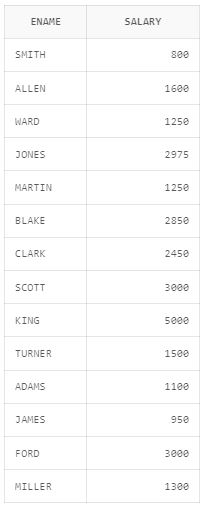 ENAME SALARY
SMITH 800
ALLEN 1600
WARD 1250
JONES 2975
MARTIN 1250
BLAKE 2850
CLARK 2450
SCOTT 3000
KING 5000
TURNER 1500
ADAMS 1100
JAMES 950
FORD 3000
MILLER 1300